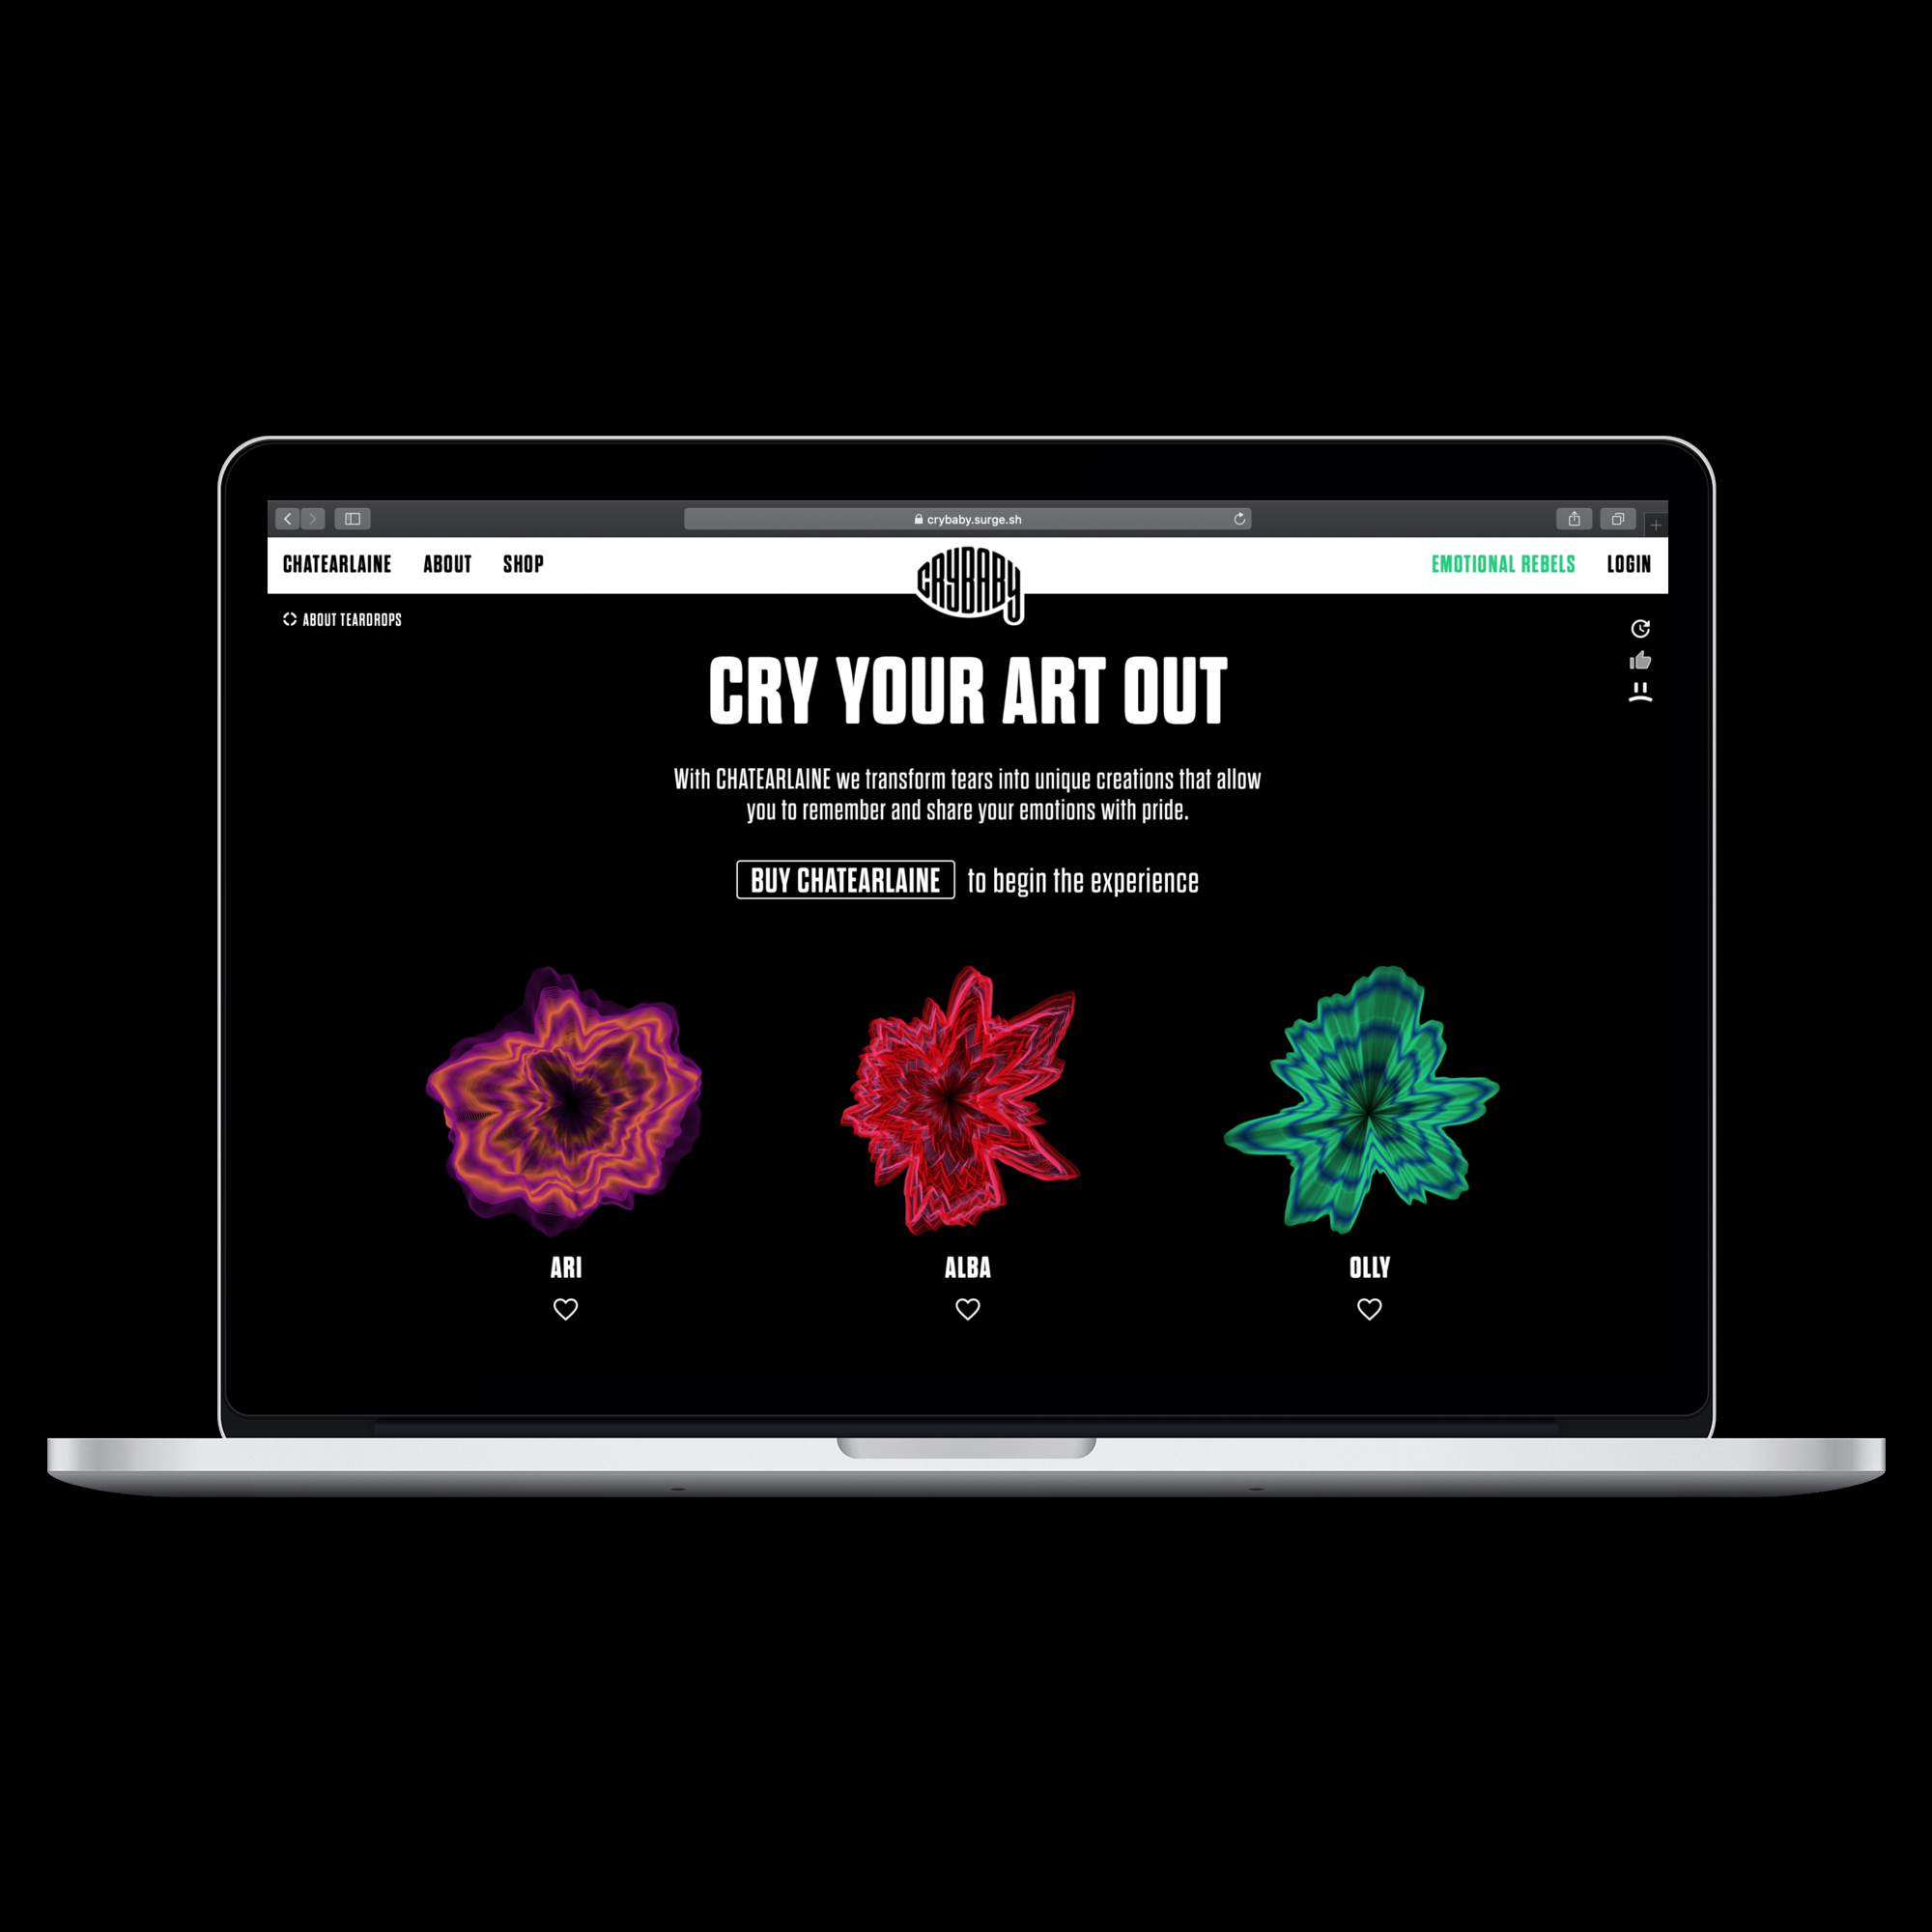 crybaby.surge.sh
CHATEARLAINE ABOUT SHOP
CRYBABY
EMOTIONAL REBELS LOGIN
ABOUT TEARDROPS
CRY YOUR ART OUT
With CHATEARLAINE we transform tears into unique creations that allow
you to remember and share your emotions with pride.
BUY CHATEARLAINE to begin the experience
ARI
ALBA
OLLY